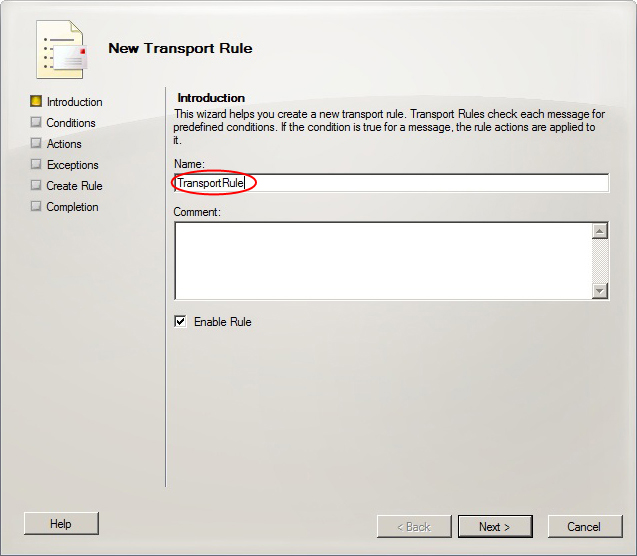 New Transport Rule
Introduction
Conditions
Actions
Exceptions
Create Rule
Completion
Introduction
This wizard helps you create a new transport rule. Transport Rules check each message for
predefined conditions. If the condition is true for a message, the rule actions are applied to
it.
Name:
TransportRule
Comment:
Enable Rule
Help
< Back
Next >
Cancel